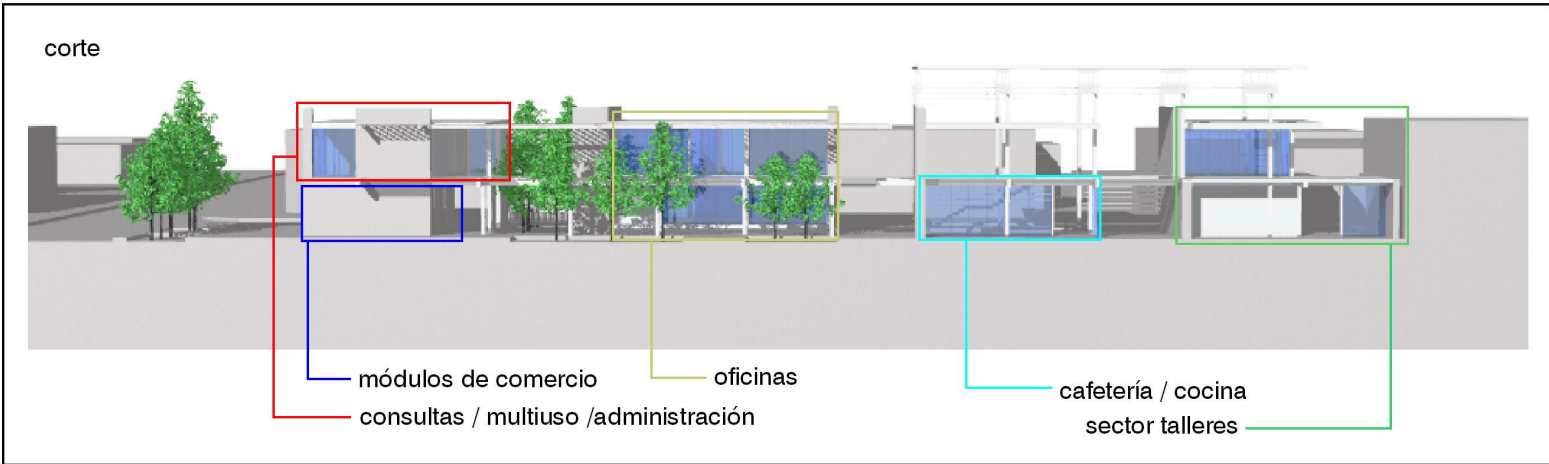 corte
módulos de comercio
oficinas
cafetería / cocina
consultas / multiuso /administración
sector talleres